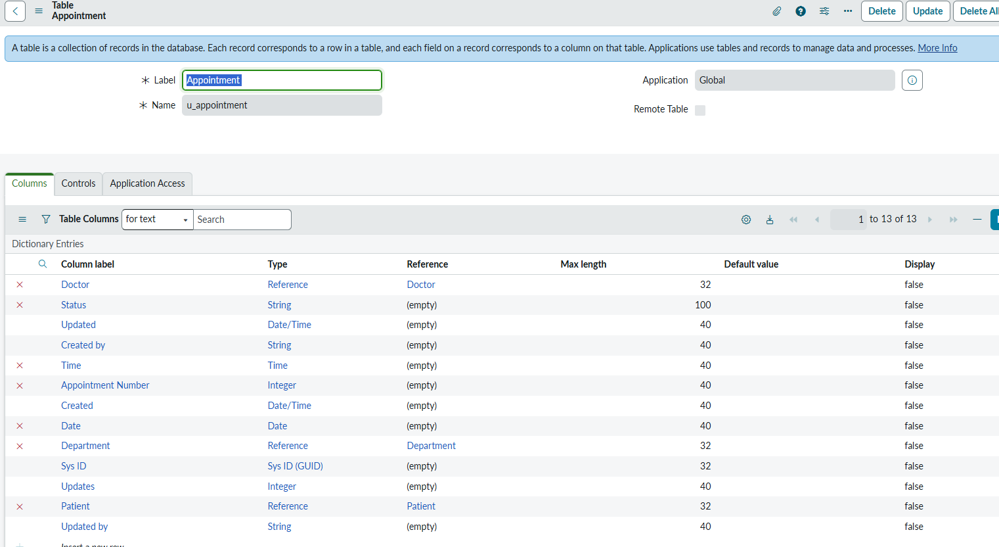 Table
Appointment
Delete Update Delete All
A table is a collection of records in the database. Each record corresponds to a row in a table, and each field on a record corresponds to a column on that table. Applications use tables and records to manage data and processes. More Info
Label Appointment Application Global
Name u_appointment
Remote Table
Columns Controls Application Access
Table Columns for text Search 1 to 13 of 13
Dictionary Entries
Column label Type Reference Max length Default value Display
Doctor Reference Doctor 32 false
Status String (empty) 100 false
Updated Date/Time (empty) 40 false
Created by String (empty) 40 false
Time Time (empty) 40 false
Appointment Number Integer (empty) 40 false
Created Date/Time (empty) 40 false
Date Date (empty) 40 false
Department Reference Department 32 false
Sys ID Sys ID (GUID) (empty) 32 false
Updates Integer (empty) 40 false
Patient Reference Patient 32 false
Updated by String (empty) 40 false
Insert a new row...